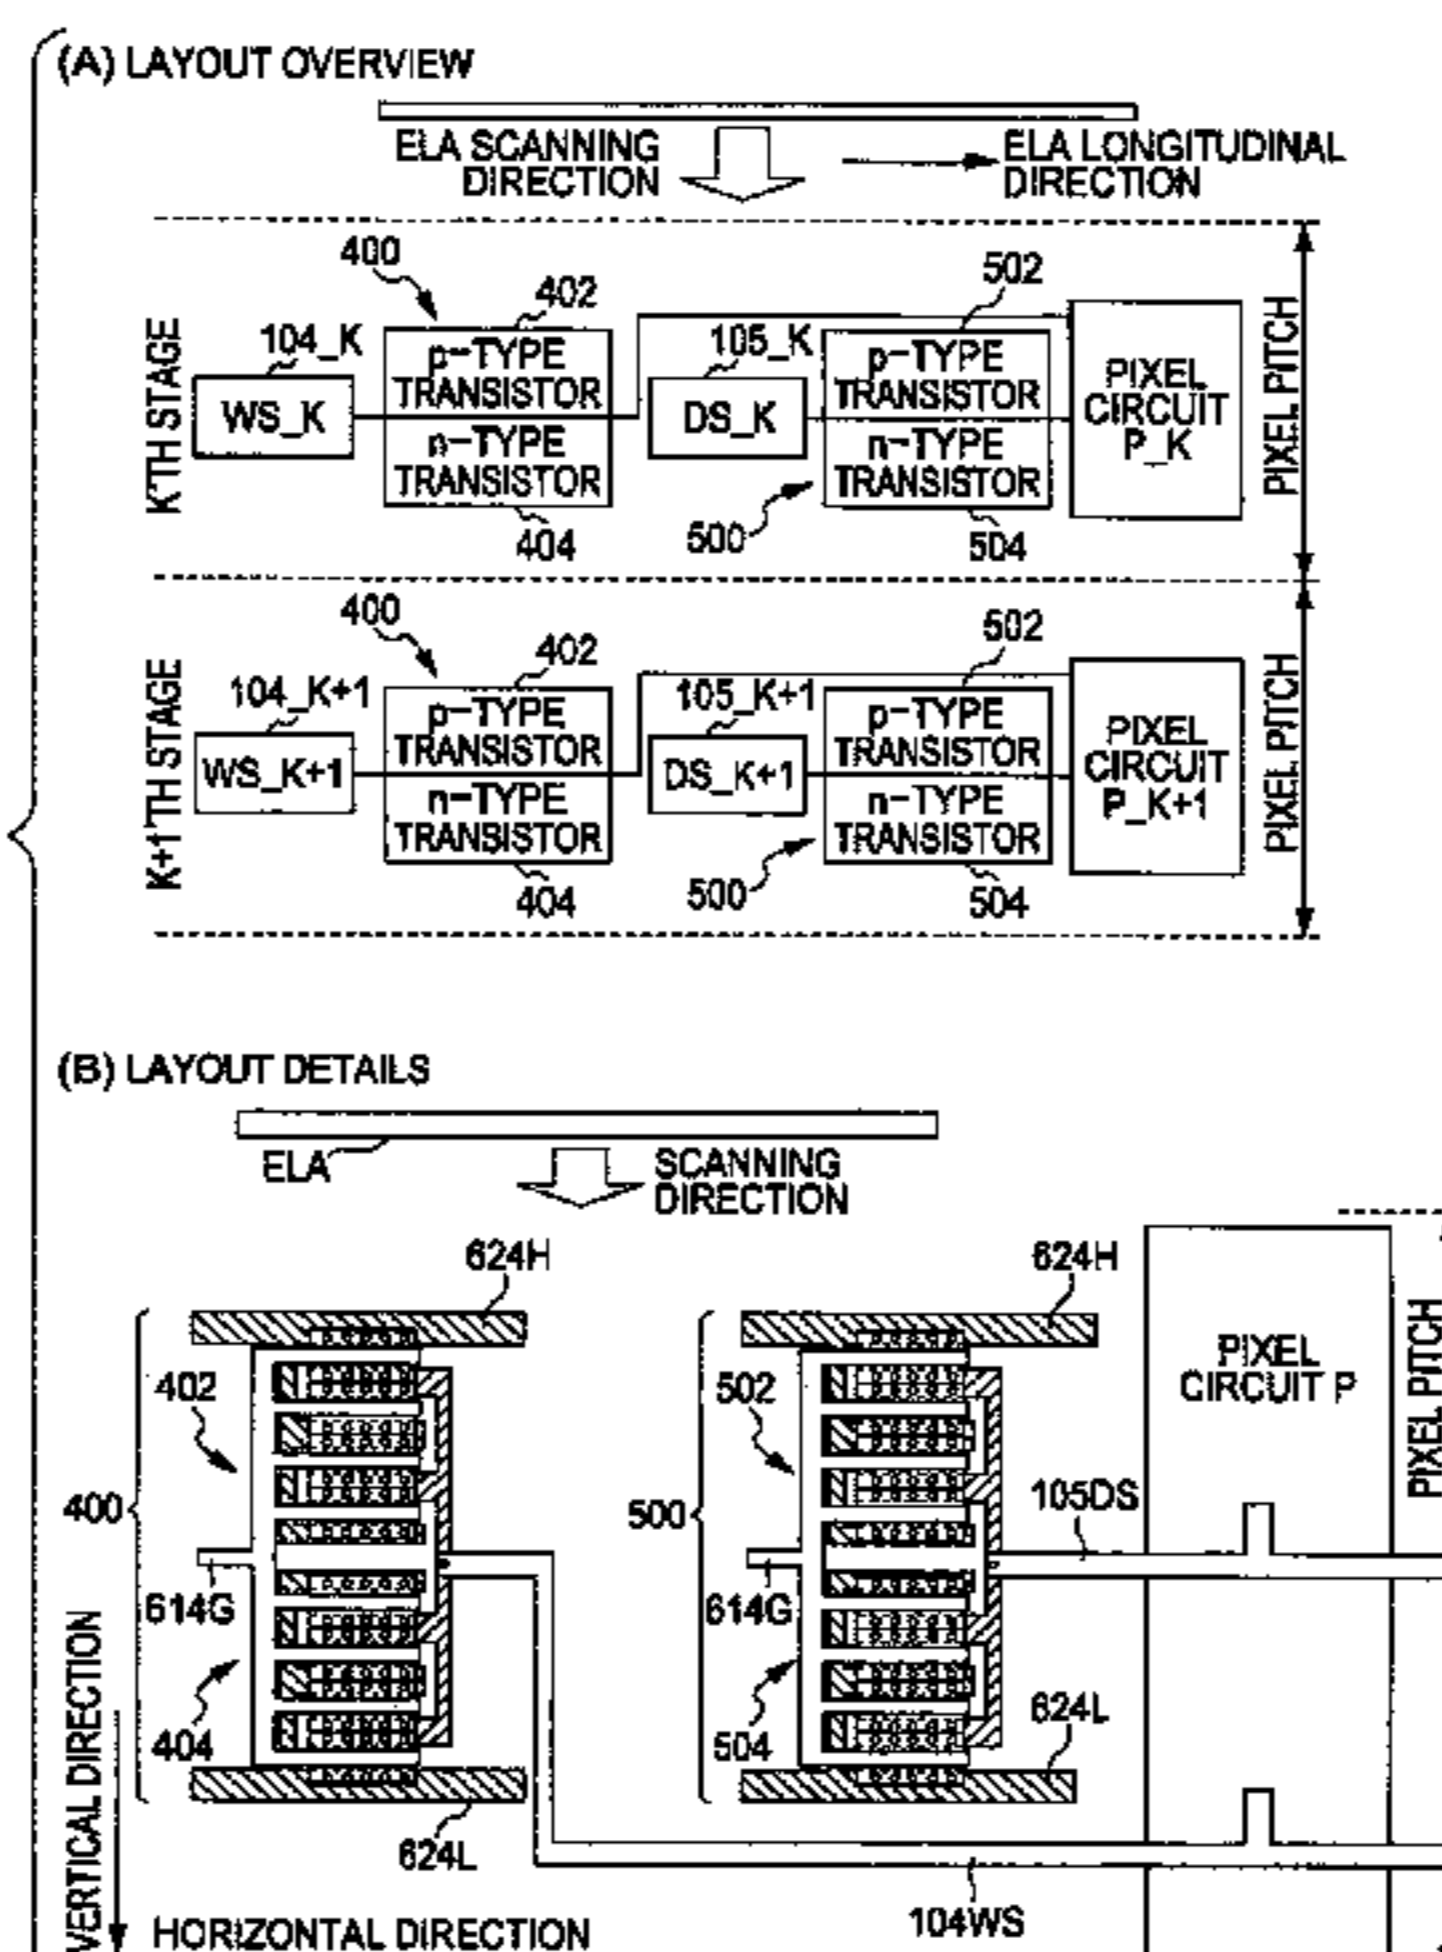 (A) LAYOUT OVERVIEW
ELA SCANNING
DIRECTION
ELA LONGITUDINAL
DIRECTION
K'TH STAGE
400
402
502
104_K
p-TYPE
TRANSISTOR
105_K
p-TYPE
TRANSISTOR
PIXEL
CIRCUIT
P_K
PIXEL PITCH
WS_K
DS_K
n-TYPE
TRANSISTOR
n-TYPE
TRANSISTOR
404
500
504
K+1'TH STAGE
400
402
502
104_K+1
p-TYPE
TRANSISTOR
105_K+1
p-TYPE
TRANSISTOR
PIXEL
CIRCUIT
P_K+1
PIXEL PITCH
WS_K+1
DS_K+1
n-TYPE
TRANSISTOR
n-TYPE
TRANSISTOR
404
500
504
(B) LAYOUT DETAILS
ELA
SCANNING
DIRECTION
624H
624H
402
502
PIXEL
CIRCUIT P
PIXEL PITCH
400
500
105DS
614G
614G
404
504
624L
624L
104WS
VERTICAL DIRECTION
HORIZONTAL DIRECTION